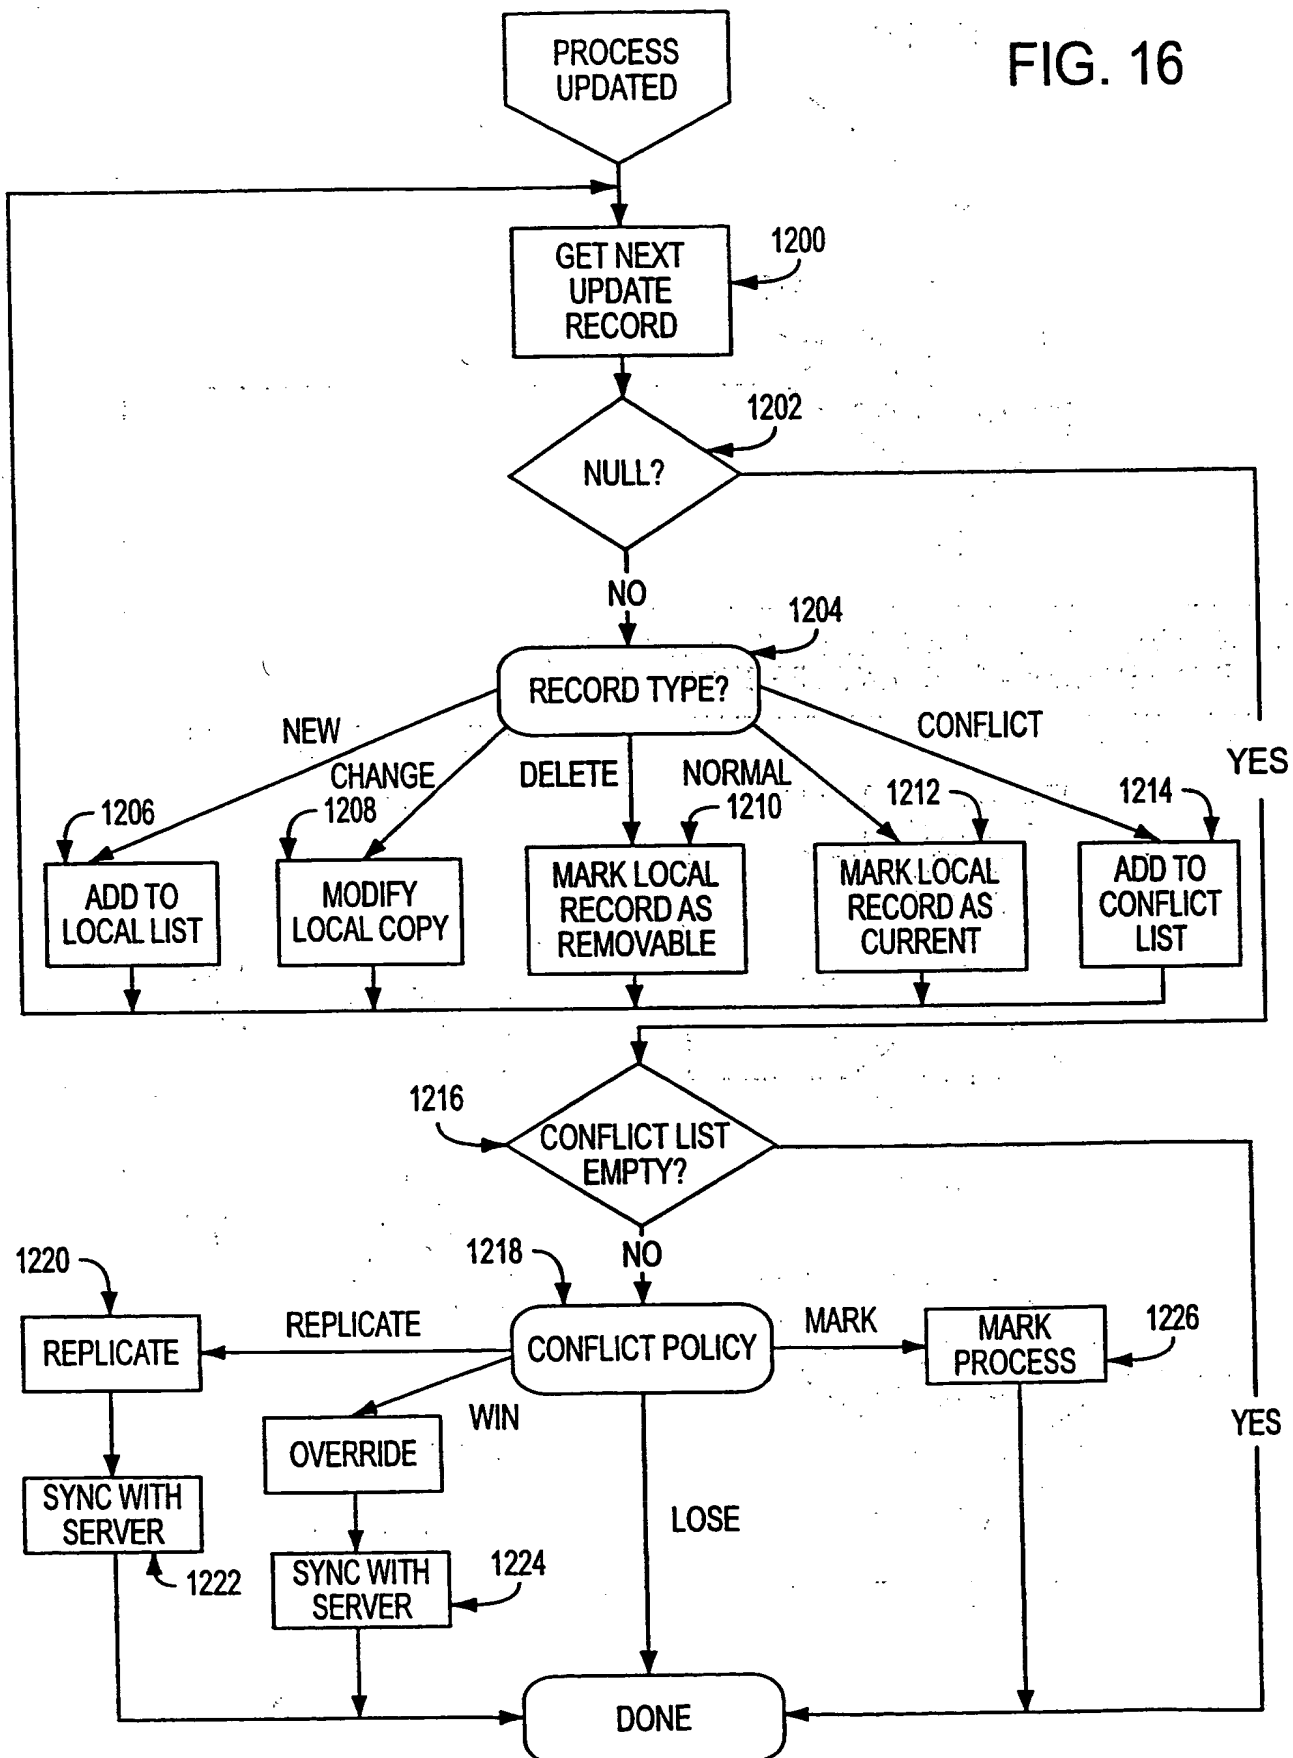 FIG. 16
PROCESS
UPDATED
GET NEXT
UPDATE
RECORD
1200
1202
NULL?
NO
YES
1204
RECORD TYPE?
NEW
CHANGE
DELETE
NORMAL
CONFLICT
1206
1208
1210
1212
1214
ADD TO
LOCAL LIST
MODIFY
LOCAL COPY
MARK LOCAL
RECORD AS
REMOVABLE
MARK LOCAL
RECORD AS
CURRENT
ADD TO
CONFLICT
LIST
1216
CONFLICT LIST
EMPTY?
NO
YES
1218
CONFLICT POLICY
1220
REPLICATE
REPLICATE
WIN
LOSE
MARK
MARK
PROCESS
1226
OVERRIDE
SYNC WITH
SERVER
1222
SYNC WITH
SERVER
1224
DONE